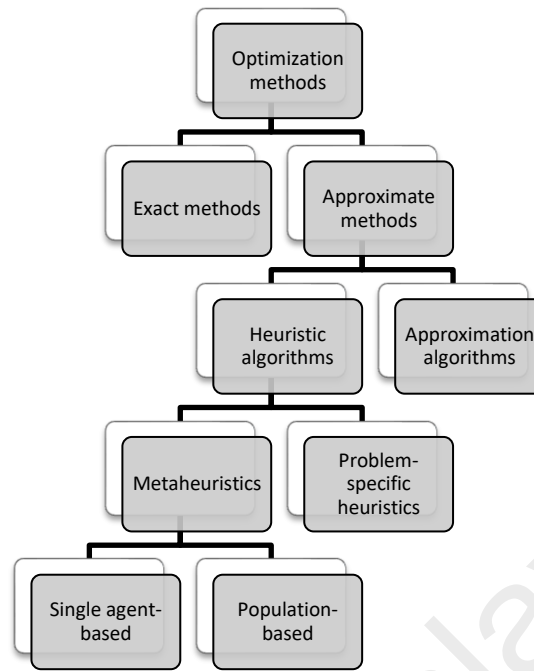 Optimization
methods
Exact methods
Approximate
methods
Heuristic
algorithms
Approximation
algorithms
Metaheuristics
Problem-
specific
heuristics
Single agent-
based
Population-
based